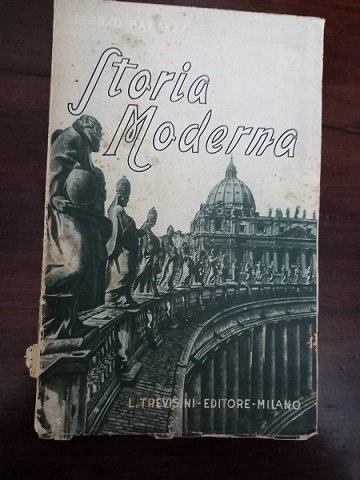 Storia
Moderna
L. TREVISINI - EDITORE - MILANO